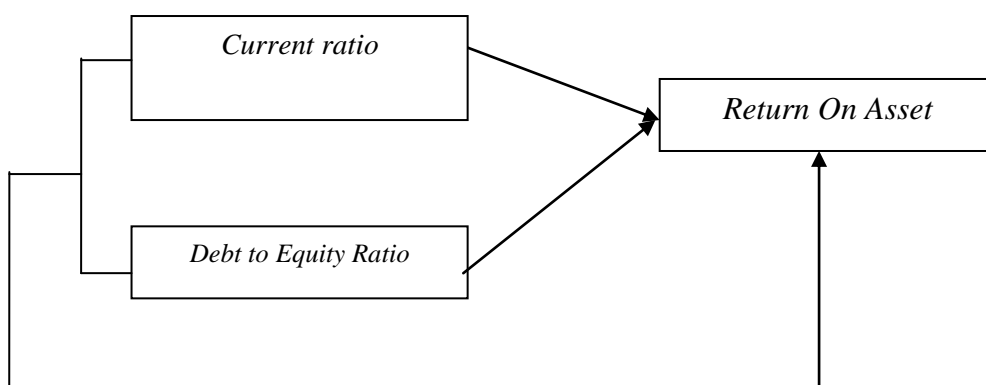 Current ratio
Return On Asset
Debt to Equity Ratio